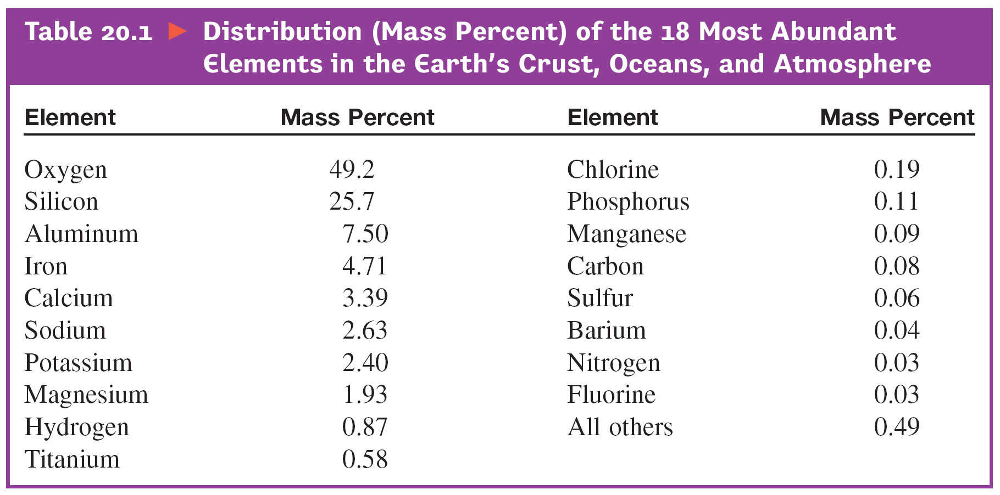 Table 20.1 ▶ Distribution (Mass Percent) of the 18 Most Abundant
Elements in the Earth’s Crust, Oceans, and Atmosphere
Element Mass Percent Element Mass Percent
Oxygen 49.2 Chlorine 0.19
Silicon 25.7 Phosphorus 0.11
Aluminum 7.50 Manganese 0.09
Iron 4.71 Carbon 0.08
Calcium 3.39 Sulfur 0.06
Sodium 2.63 Barium 0.04
Potassium 2.40 Nitrogen 0.03
Magnesium 1.93 Fluorine 0.03
Hydrogen 0.87 All others 0.49
Titanium 0.58